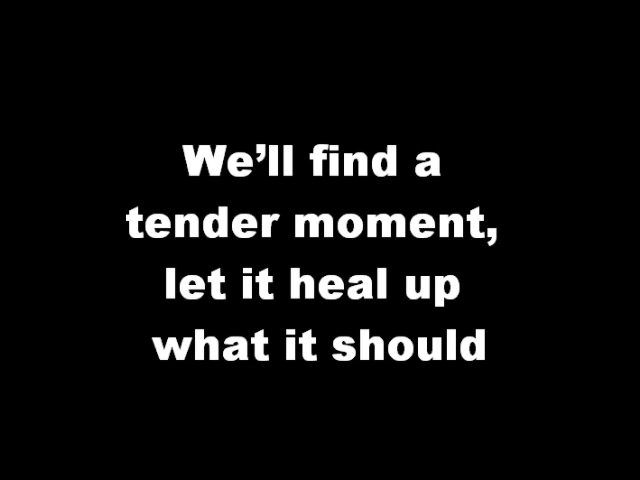 We’ll find a
tender moment,
let it heal up
what it should